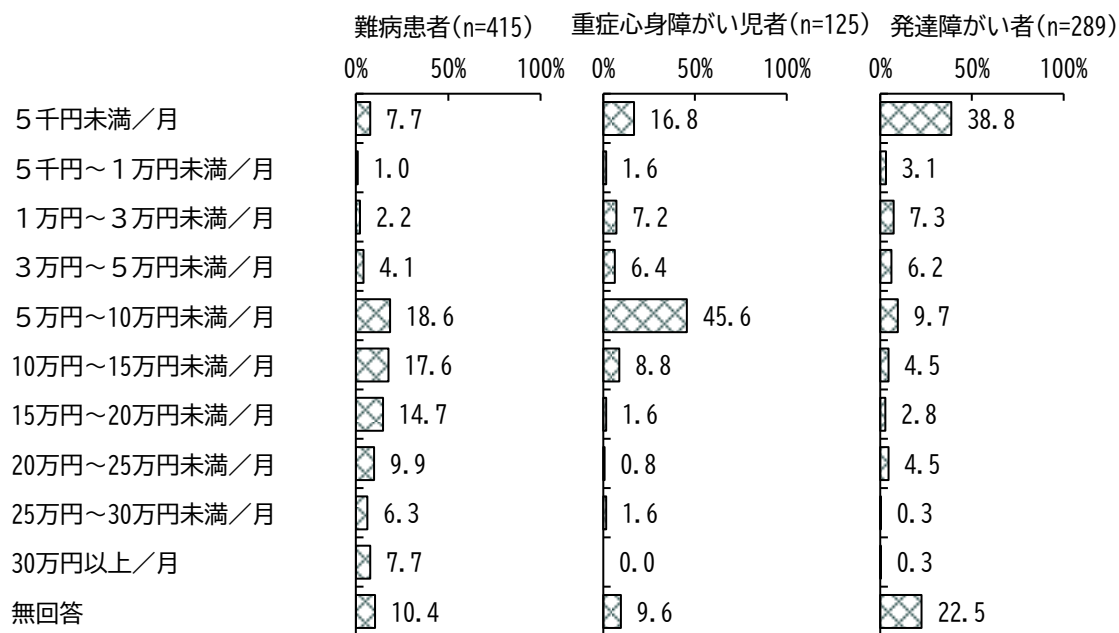 難病患者(n=415) 重症心身障がい児者(n=125) 発達障がい者(n=289)
0% 50% 100% 0% 50% 100% 0% 50% 100%
５千円未満／月 7.7 16.8 38.8
５千円～１万円未満／月 1.0 1.6 3.1
１万円～３万円未満／月 2.2 7.2 7.3
３万円～５万円未満／月 4.1 6.4 6.2
５万円～10万円未満／月 18.6 45.6 9.7
10万円～15万円未満／月 17.6 8.8 4.5
15万円～20万円未満／月 14.7 1.6 2.8
20万円～25万円未満／月 9.9 0.8 4.5
25万円～30万円未満／月 6.3 1.6 0.3
30万円以上／月 7.7 0.0 0.3
無回答 10.4 9.6 22.5